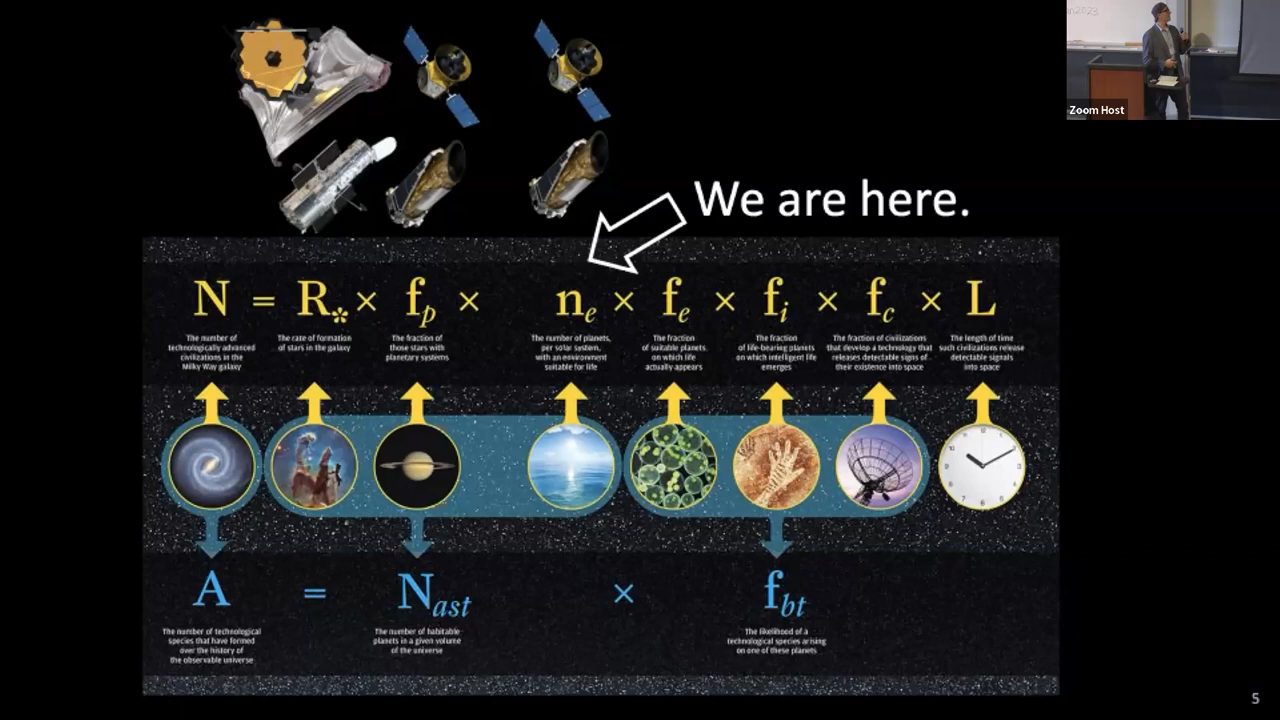 n2023
Zoom Host
We are here.
N = R* × fp × ne × fe × fi × fc × L
The number of
technologically advanced
civilizations in the
Milky Way galaxy
The rate of formation
of stars in the galaxy
The fraction of
those stars with
planetary systems
The number of planets,
per solar system,
with an environment
suitable for life
The fraction
of suitable planets
on which life
actually appears
The fraction
of life-bearing planets
on which intelligent life
emerges
The fraction of civilizations
that develop a technology that
releases detectable signs of
their existence into space
The length of time
such civilizations release
detectable signals
into space
12
3
6
7
9
A = Nast × fbt
The number of technological
species that have formed
over the history of
the observable universe
The number of habitable
planets in a given volume
of the universe
The likelihood of a
technological species arising
on one of these planets
5